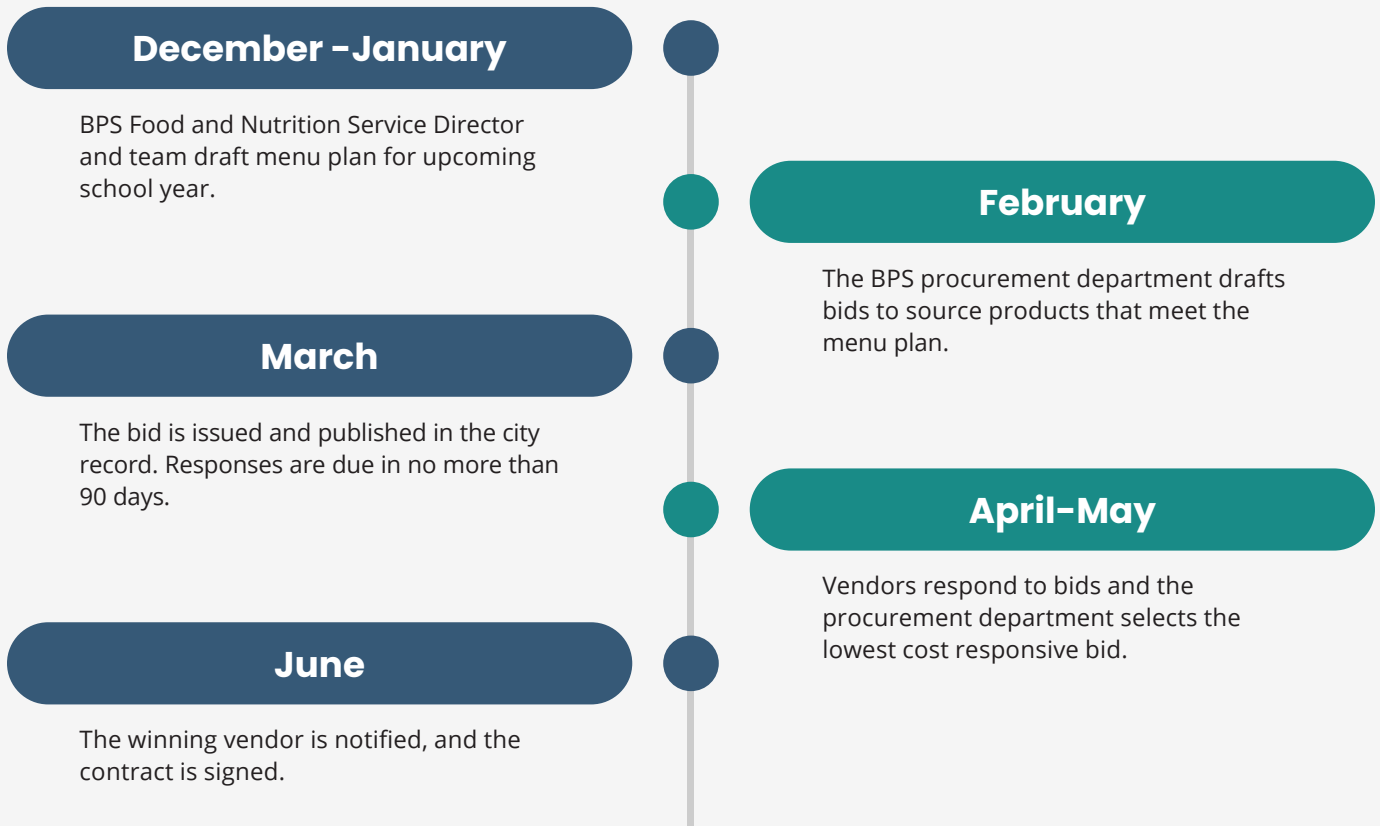 December -January
BPS Food and Nutrition Service Director
and team draft menu plan for upcoming
school year.
February
The BPS procurement department drafts
bids to source products that meet the
menu plan.
March
The bid is issued and published in the city
record. Responses are due in no more than
90 days.
April-May
Vendors respond to bids and the
procurement department selects the
lowest cost responsive bid.
June
The winning vendor is notified, and the
contract is signed.